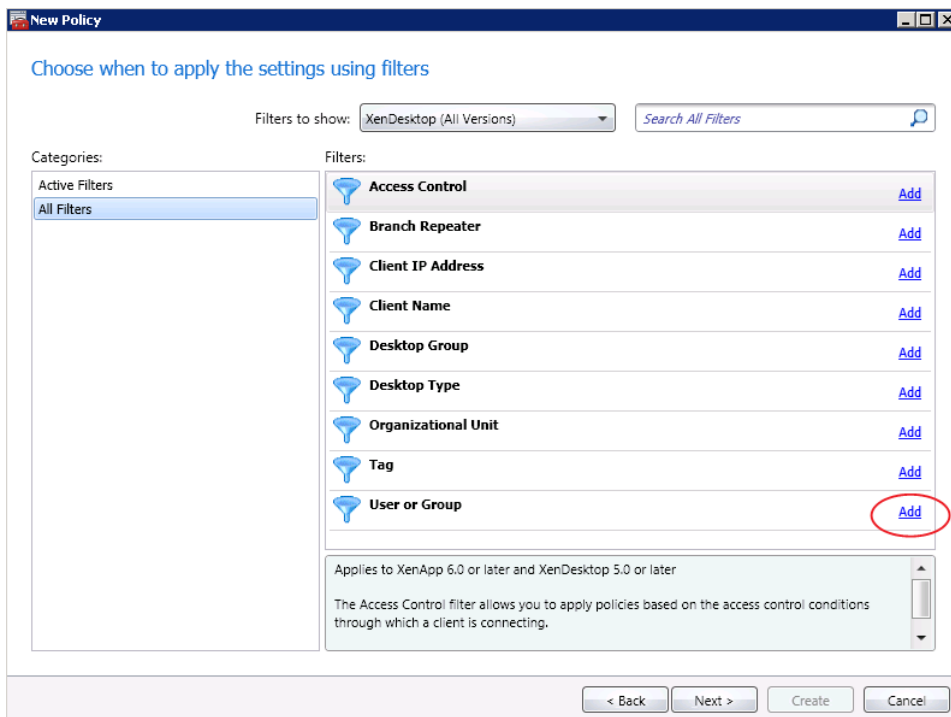 New Policy
Choose when to apply the settings using filters
Filters to show: XenDesktop (All Versions) Search All Filters
Categories:
Active Filters
All Filters
Filters:
Access Control Add
Branch Repeater Add
Client IP Address Add
Client Name Add
Desktop Group Add
Desktop Type Add
Organizational Unit Add
Tag Add
User or Group Add
Applies to XenApp 6.0 or later and XenDesktop 5.0 or later
The Access Control filter allows you to apply policies based on the access control conditions
through which a client is connecting.
< Back Next > Create Cancel